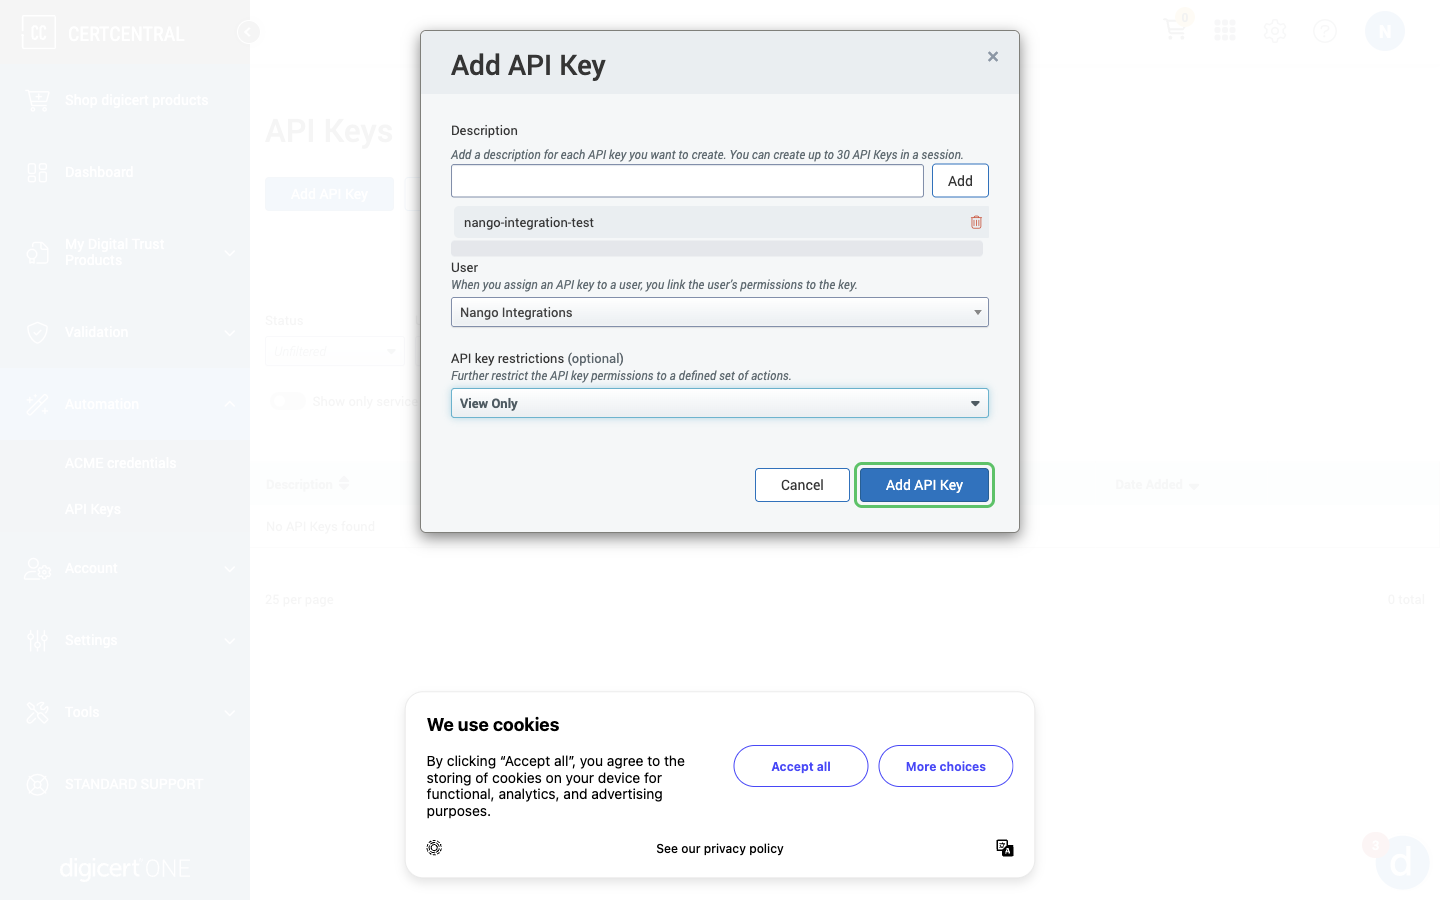 CC CERTCENTRAL
0
N
Add API Key
×
Shop digicert products
API Keys
Add API Key
Description
Add a description for each API key you want to create. You can create up to 30 API Keys in a session.
Add
nango-integration-test
Dashboard
My Digital Trust
Products
User
When you assign an API key to a user, you link the user's permissions to the key.
Nango Integrations
Status
Unfiltered
Validation
API key restrictions (optional)
Further restrict the API key permissions to a defined set of actions.
View Only
Show only service
Automation
ACME credentials
API Keys
Cancel
Add API Key
Description
Date Added
No API Keys found
Account
25 per page
0 total
Settings
Tools
STANDARD SUPPORT
digicert ONE
We use cookies
By clicking “Accept all”, you agree to the
storing of cookies on your device for
functional, analytics, and advertising
purposes.
Accept all
More choices
See our privacy policy
3
d